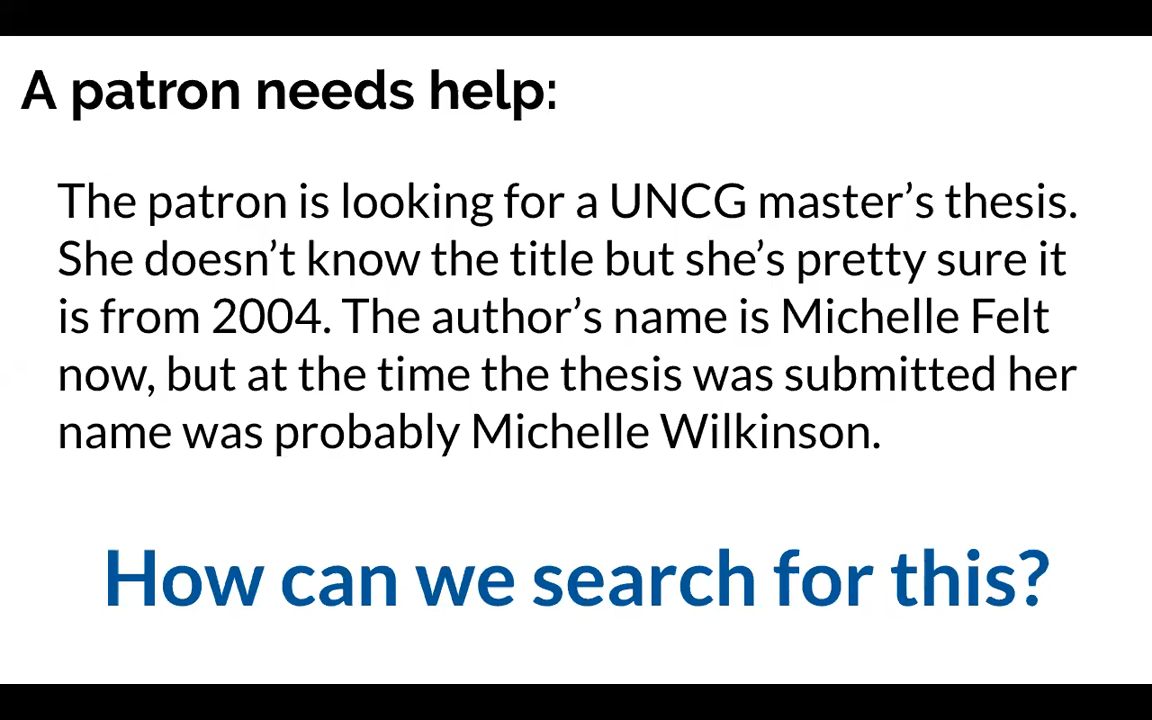 A patron needs help:
The patron is looking for a UNCG master’s thesis.
She doesn’t know the title but she’s pretty sure it
is from 2004. The author’s name is Michelle Felt
now, but at the time the thesis was submitted her
name was probably Michelle Wilkinson.
How can we search for this?